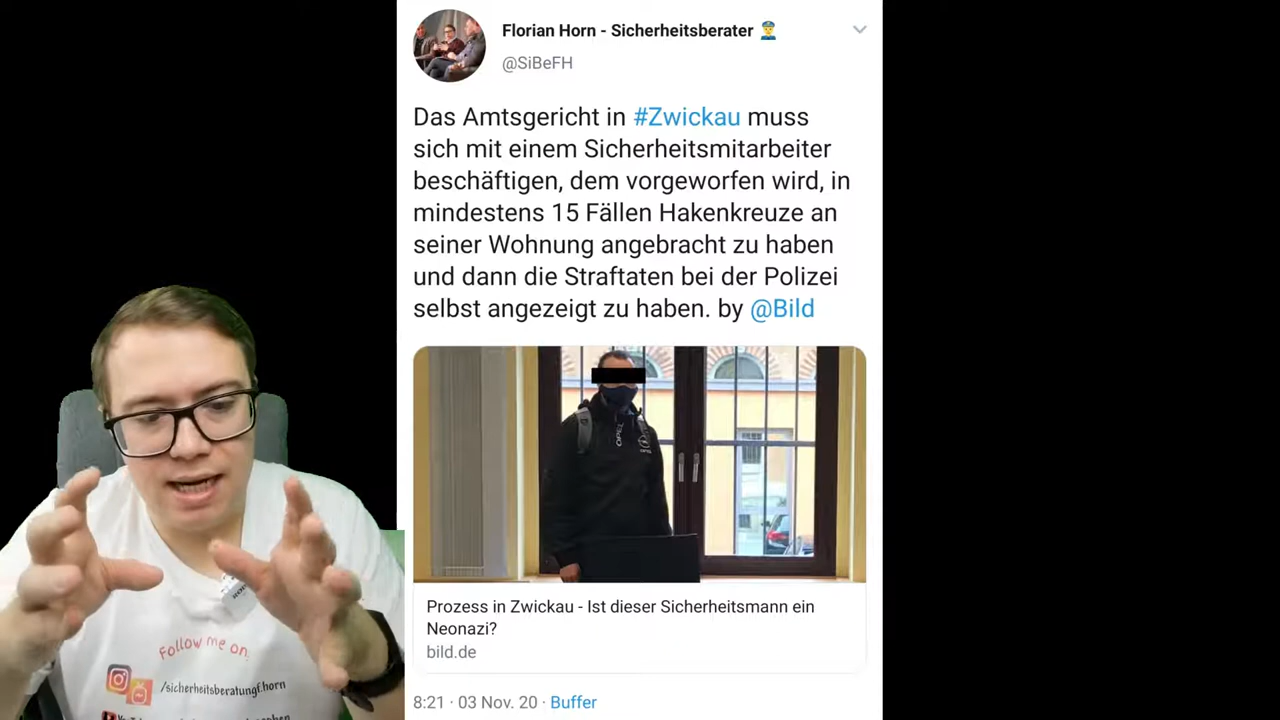 Florian Horn - Sicherheitsberater
@SiBeFH
Das Amtsgericht in #Zwickau muss
sich mit einem Sicherheitsmitarbeiter
beschäftigen, dem vorgeworfen wird, in
mindestens 15 Fällen Hakenkreuze an
seiner Wohnung angebracht zu haben
und dann die Straftaten bei der Polizei
selbst angezeigt zu haben. by @Bild
OPEL
OPEL
Prozess in Zwickau - Ist dieser Sicherheitsmann ein
Neonazi?
bild.de
8:21 · 03 Nov. 20 · Buffer
Follow me on
/sicherheitsberatungf.horn